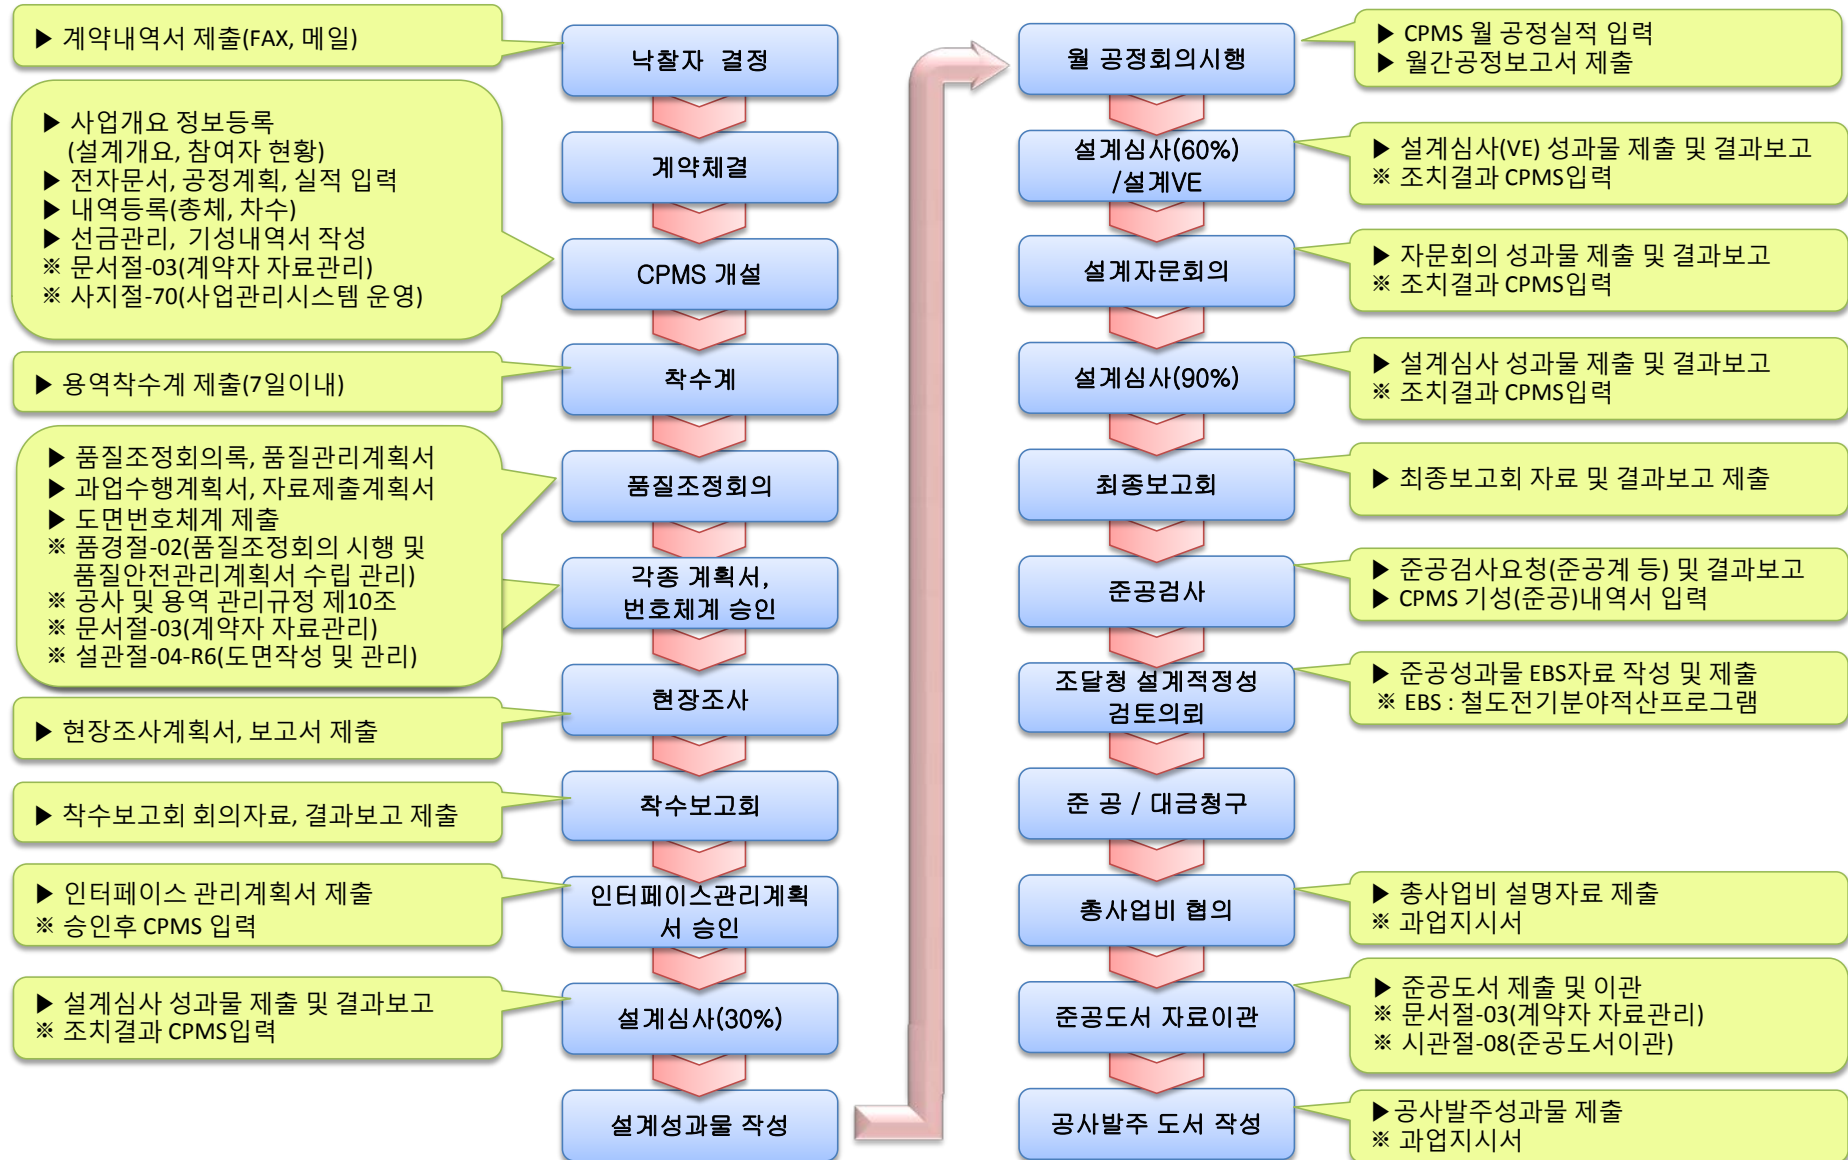 ▶ 계약내역서 제출(FAX, 메일)
낙찰자 결정
▶ 사업개요 정보등록
(설계개요, 참여자 현황)
▶ 전자문서, 공정계획, 실적 입력
▶ 내역등록(총체, 차수)
▶ 선금관리, 기성내역서 작성
※ 문서절-03(계약자 자료관리)
※ 사지절-70(사업관리시스템 운영)
계약체결
CPMS 개설
▶ 용역착수계 제출(7일이내)
착수계
▶ 품질조정회의록, 품질관리계획서
▶ 과업수행계획서, 자료제출계획서
▶ 도면번호체계 제출
※ 품경절-02(품질조정회의 시행 및
품질안전관리계획서 수립 관리)
※ 공사 및 용역 관리규정 제10조
※ 문서절-03(계약자 자료관리)
※ 설관절-04-R6(도면작성 및 관리)
품질조정회의
각종 계획서,
번호체계 승인
▶ 현장조사계획서, 보고서 제출
현장조사
▶ 착수보고회 회의자료, 결과보고 제출
착수보고회
▶ 인터페이스 관리계획서 제출
※ 승인후 CPMS 입력
인터페이스관리계획
서 승인
▶ 설계심사 성과물 제출 및 결과보고
※ 조치결과 CPMS입력
설계심사(30%)
설계성과물 작성
월 공정회의시행
▶ CPMS 월 공정실적 입력
▶ 월간공정보고서 제출
설계심사(60%)
/설계VE
▶ 설계심사(VE) 성과물 제출 및 결과보고
※ 조치결과 CPMS입력
설계자문회의
▶ 자문회의 성과물 제출 및 결과보고
※ 조치결과 CPMS입력
설계심사(90%)
▶ 설계심사 성과물 제출 및 결과보고
※ 조치결과 CPMS입력
최종보고회
▶ 최종보고회 자료 및 결과보고 제출
준공검사
▶ 준공검사요청(준공계 등) 및 결과보고
▶ CPMS 기성(준공)내역서 입력
조달청 설계적정성
검토의뢰
▶ 준공성과물 EBS자료 작성 및 제출
※ EBS : 철도전기분야적산프로그램
준 공 / 대금청구
총사업비 협의
▶ 총사업비 설명자료 제출
※ 과업지시서
준공도서 자료이관
▶ 준공도서 제출 및 이관
※ 문서절-03(계약자 자료관리)
※ 시관절-08(준공도서이관)
공사발주 도서 작성
▶공사발주성과물 제출
※ 과업지시서